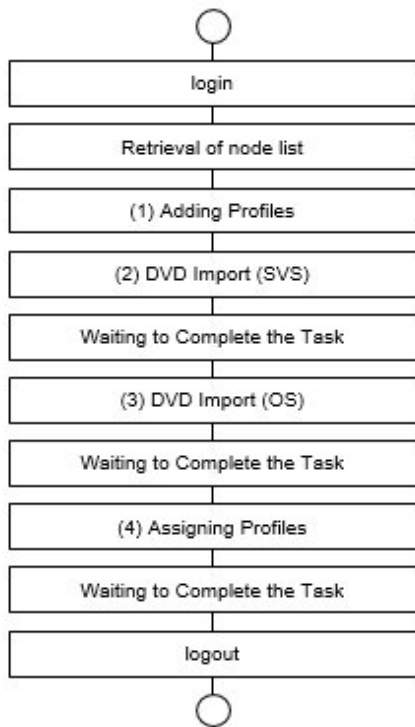 login
Retrieval of node list
(1) Adding Profiles
(2) DVD Import (SVS)
Waiting to Complete the Task
(3) DVD Import (OS)
Waiting to Complete the Task
(4) Assigning Profiles
Waiting to Complete the Task
logout